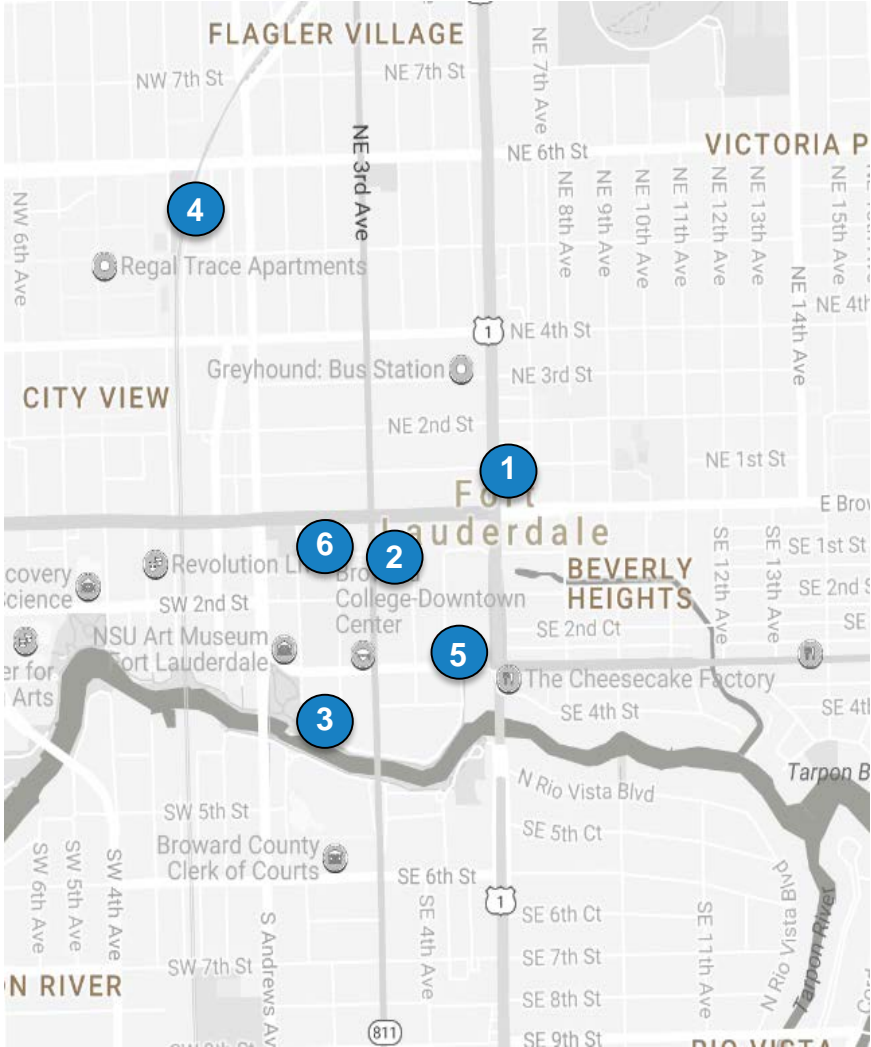 FLAGLER VILLAGE
NW 7th St
NE 7th St
NE 7th Ave
NE 3rd Ave
NE 6th St
VICTORIA P
NW 6th Ave
4
NE 8th Ave
NE 9th Ave
NE 10th Ave
NE 11th Ave
NE 12th Ave
NE 13th Ave
NE 15th Ave
Regal Trace Apartments
NE 14th Ave
NE 4th
1
NE 4th St
Greyhound: Bus Station
NE 3rd St
CITY VIEW
NE 2nd St
NE 1st St
1
Fort
Lauderdale
E Brow
6
2
Revolution Li
SE 12th Ave
SE 13th Ave
SE 1st St
covery
Science
BEVERLY
HEIGHTS
SW 2nd St
College-Downtown
Center
SE 2nd S
SE 2nd Ct
SE
NSU Art Museum
Fort Lauderdale
5
er for
Arts
The Cheesecake Factory
3
SE 4th St
SE 4th
Tarpon B
N Rio Vista Blvd
SW 5th St
SE 5th Ct
Broward County
Clerk of Courts
SW 6th Ave
SW 5th Ave
SW 4th Ave
SE 6th St
SE 4th Ave
1
SE 6th Ct
SE 11th Ave
N Rio Vista Blvd
Tarpon River
S Andrews Av
SW 7th St
SE 7th St
N RIVER
SE 8th St
811
SE 9th St
RIO VISTA